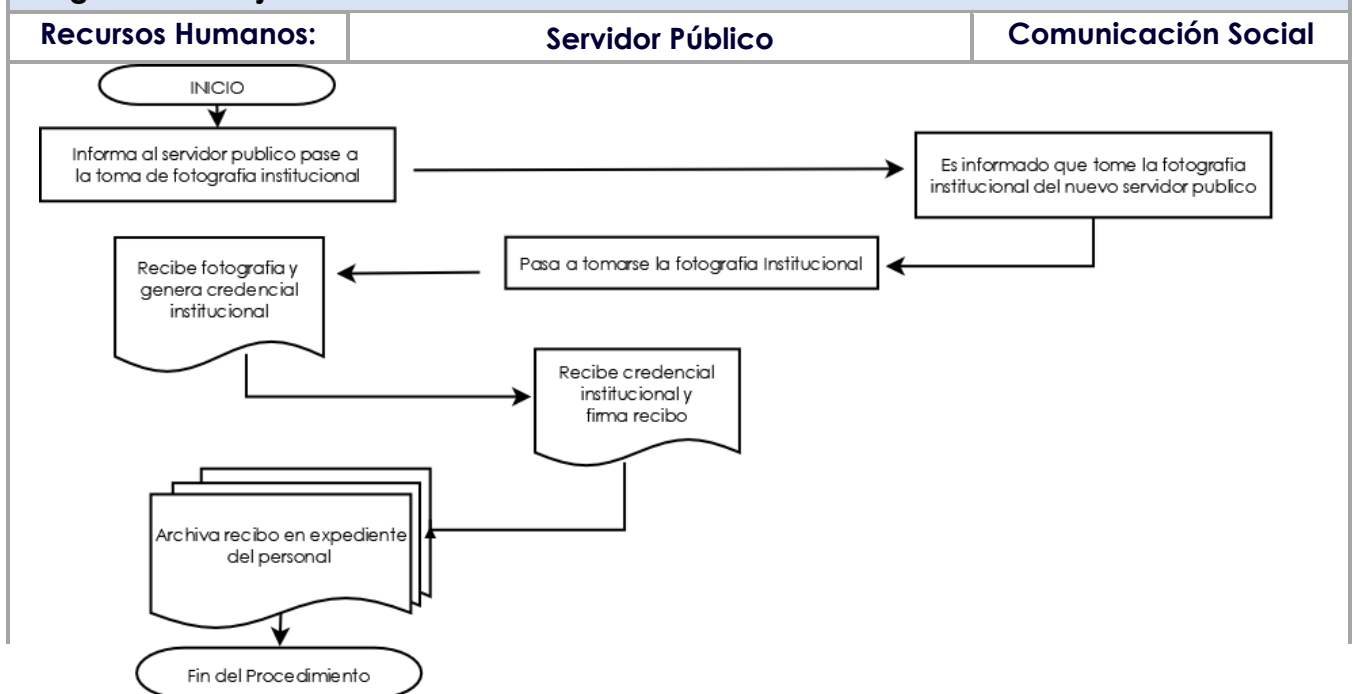 Recursos Humanos:
Servidor Público
Comunicación Social
INICIO
Informa al servidor publico pase a
la toma de fotografia institucional
Es informado que tome la fotografia
institucional del nuevo servidor publico
Pasa a tomarse la fotografia Institucional
Recibe fotografia y
genera credencial
institucional
Recibe credencial
institucional y
firma recibo
Archiva recibo en expediente
del personal
Fin del Procedimiento